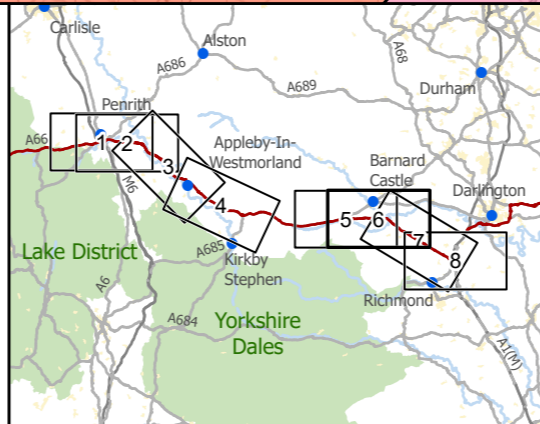 Carlisle
Alston
A68
A686
A689
Durham
Penrith
A66
1
2
3
Appleby-In-
Westmorland
Barnard
Castle
Darlington
M6
4
5
6
7
8
Lake District
A685
Kirkby
Stephen
A6
Richmond
A684
Yorkshire
Dales
A1(M)